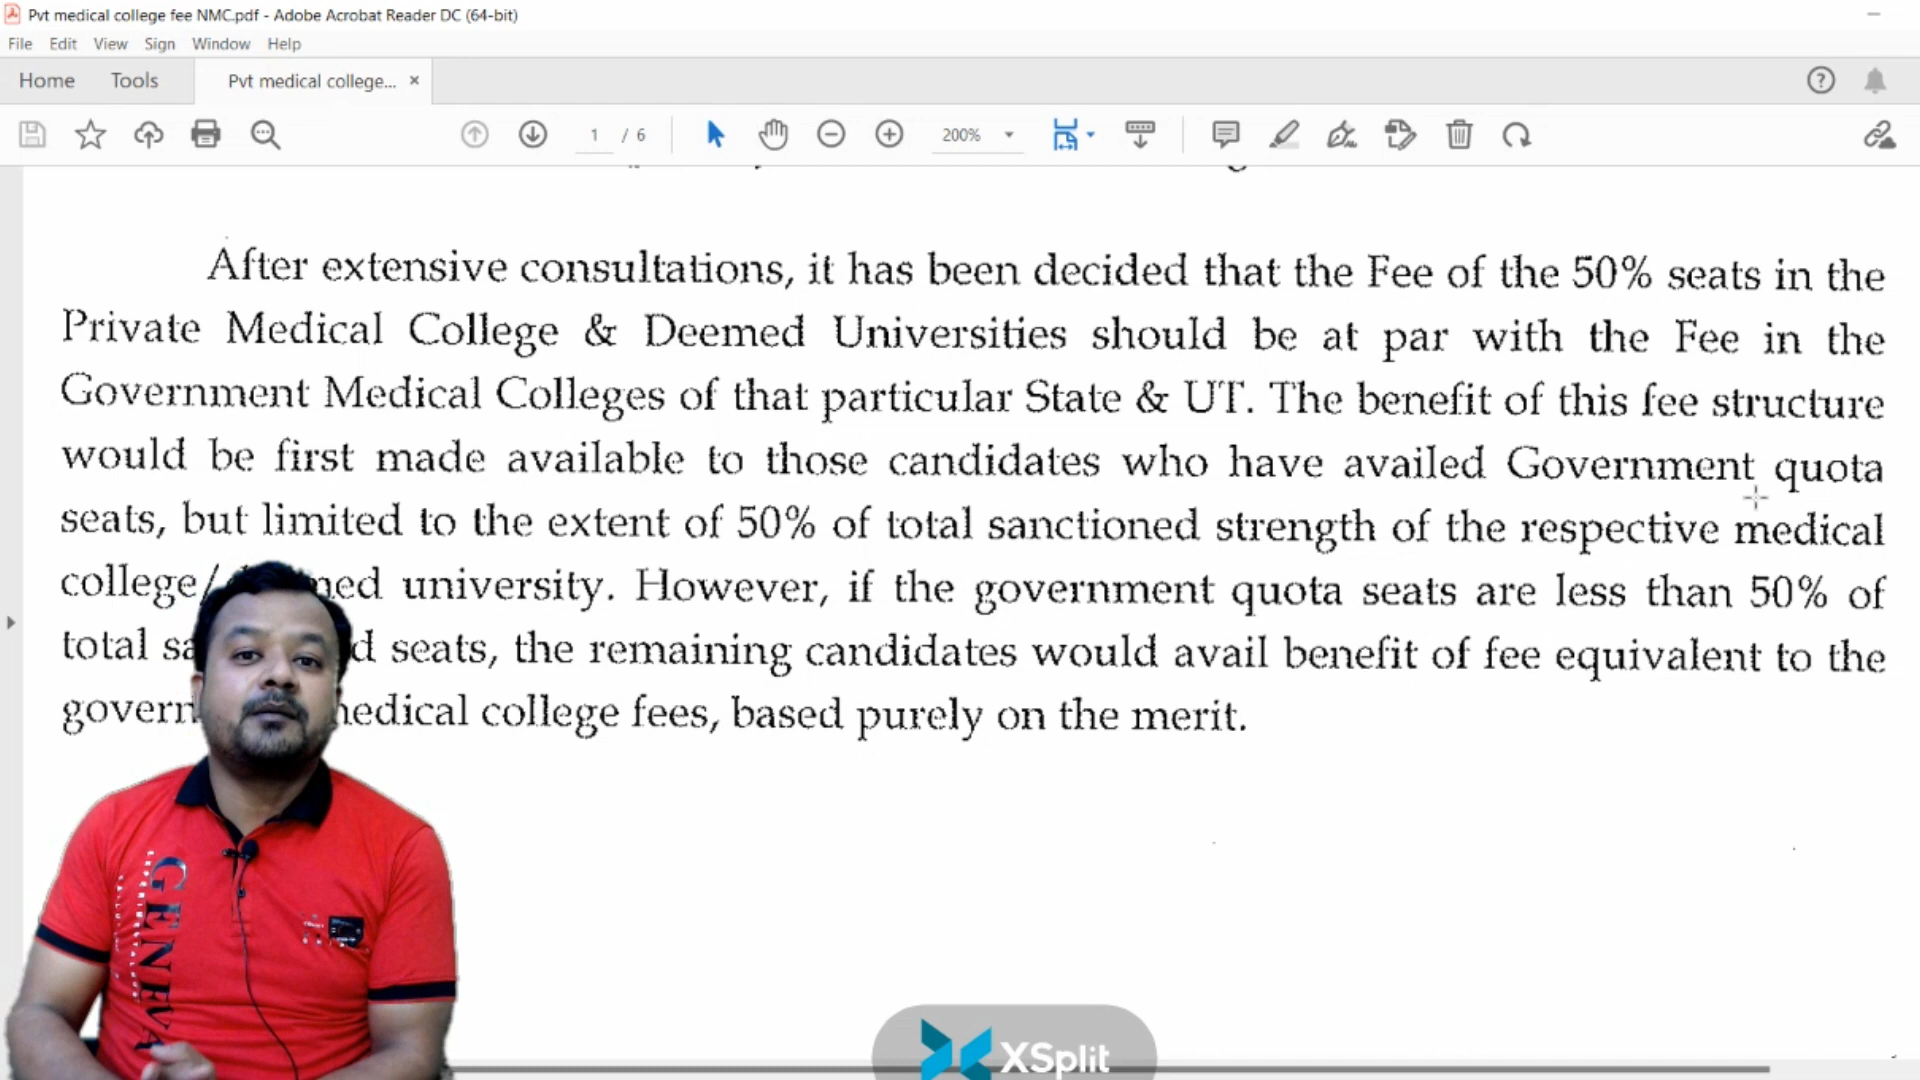 Pvt medical college fee NMC.pdf - Adobe Acrobat Reader DC (64-bit)
File Edit View Sign Window Help
Home Tools Pvt medical college... ×
1 / 6 200%
After extensive consultations, it has been decided that the Fee of the 50% seats in the
Private Medical College & Deemed Universities should be at par with the Fee in the
Government Medical Colleges of that particular State & UT. The benefit of this fee structure
would be first made available to those candidates who have availed Government quota
seats, but limited to the extent of 50% of total sanctioned strength of the respective medical
college/ university. However, if the government quota seats are less than 50% of
total seats, the remaining candidates would avail benefit of fee equivalent to the
medical college fees, based purely on the merit.
GENEVA
XSplit